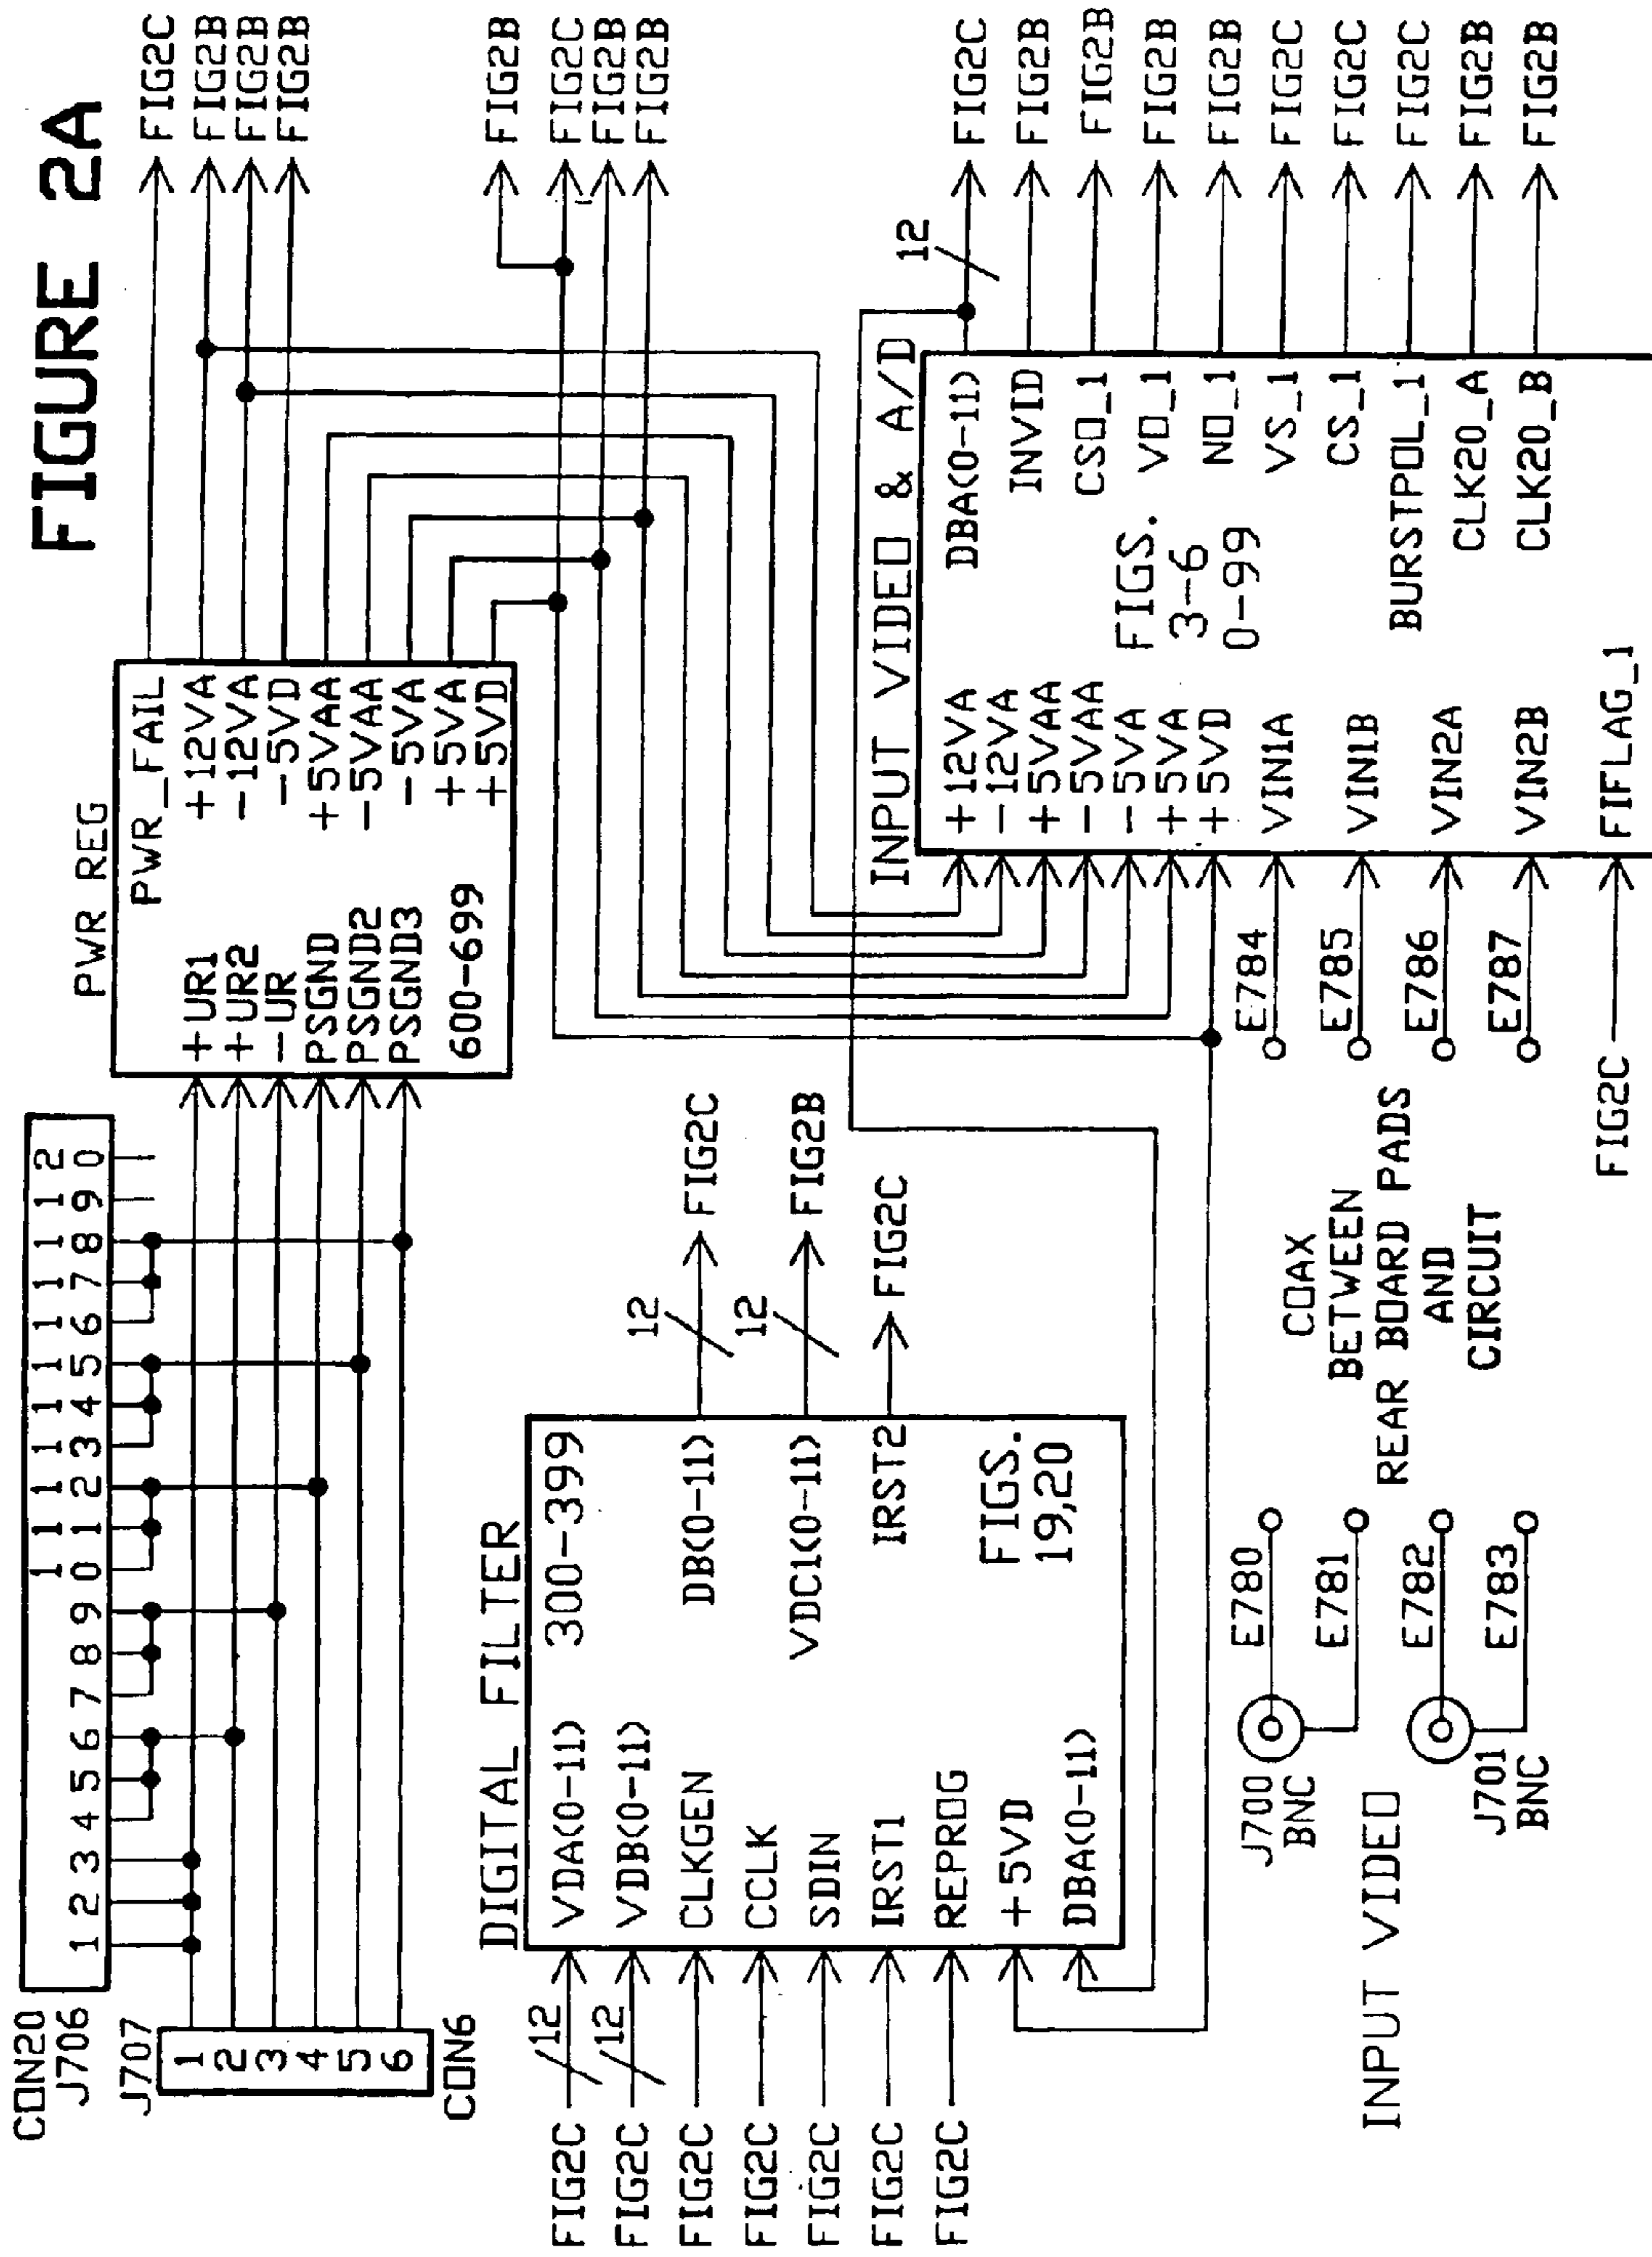 FIGURE 2A
CON20
J706
1 2 3 4 5 6 7 8 9 10 11 12 13 14 15 16 17 18 19 20
J707
1
2
3
4
5
6
CON6
PWR REG
+UR1
+UR2
-UR
PSGND
PSGND2
PSGND3
600-699
PWR_FAIL
+12VA
-12VA
-5VD
+5VAA
-5VAA
-5VA
+5VA
+5VD
FIG2C
FIG2B
FIG2B
FIG2B
FIG2B
FIG2C
FIG2B
FIG2B
DIGITAL FILTER
300-399
FIG2C 12 VDA(0-11)
FIG2C 12 VDB(0-11)
FIG2C CLKGEN
FIG2C CCLK
FIG2C SDIN
FIG2C IRST1
FIG2C REPROG
+5VD
DBA(0-11)
DB(0-11) 12 FIG2C
VDC1(0-11) 12 FIG2B
IRST2 FIG2C
FIGS.
19,20
INPUT VIDEO
J700
BNC
E780
E781
J701
BNC
E782
E783
COAX
BETWEEN
REAR BOARD PADS
AND
CIRCUIT
INPUT VIDEO & A/D
+12VA
-12VA
+5VAA
-5VAA
-5VA
+5VA
+5VD
E784 VIN1A
E785 VIN1B
E786 VIN2A
E787 VIN2B
FIG2C FIFLAG_1
FIGS.
3-6
0-99
DBA(0-11) 12 FIG2C
INVID FIG2B
CSO_1 FIG2B
VO_1 FIG2B
NO_1 FIG2B
VS_1 FIG2C
CS_1 FIG2C
BURSTPOL_1 FIG2C
CLK20_A FIG2B
CLK20_B FIG2B